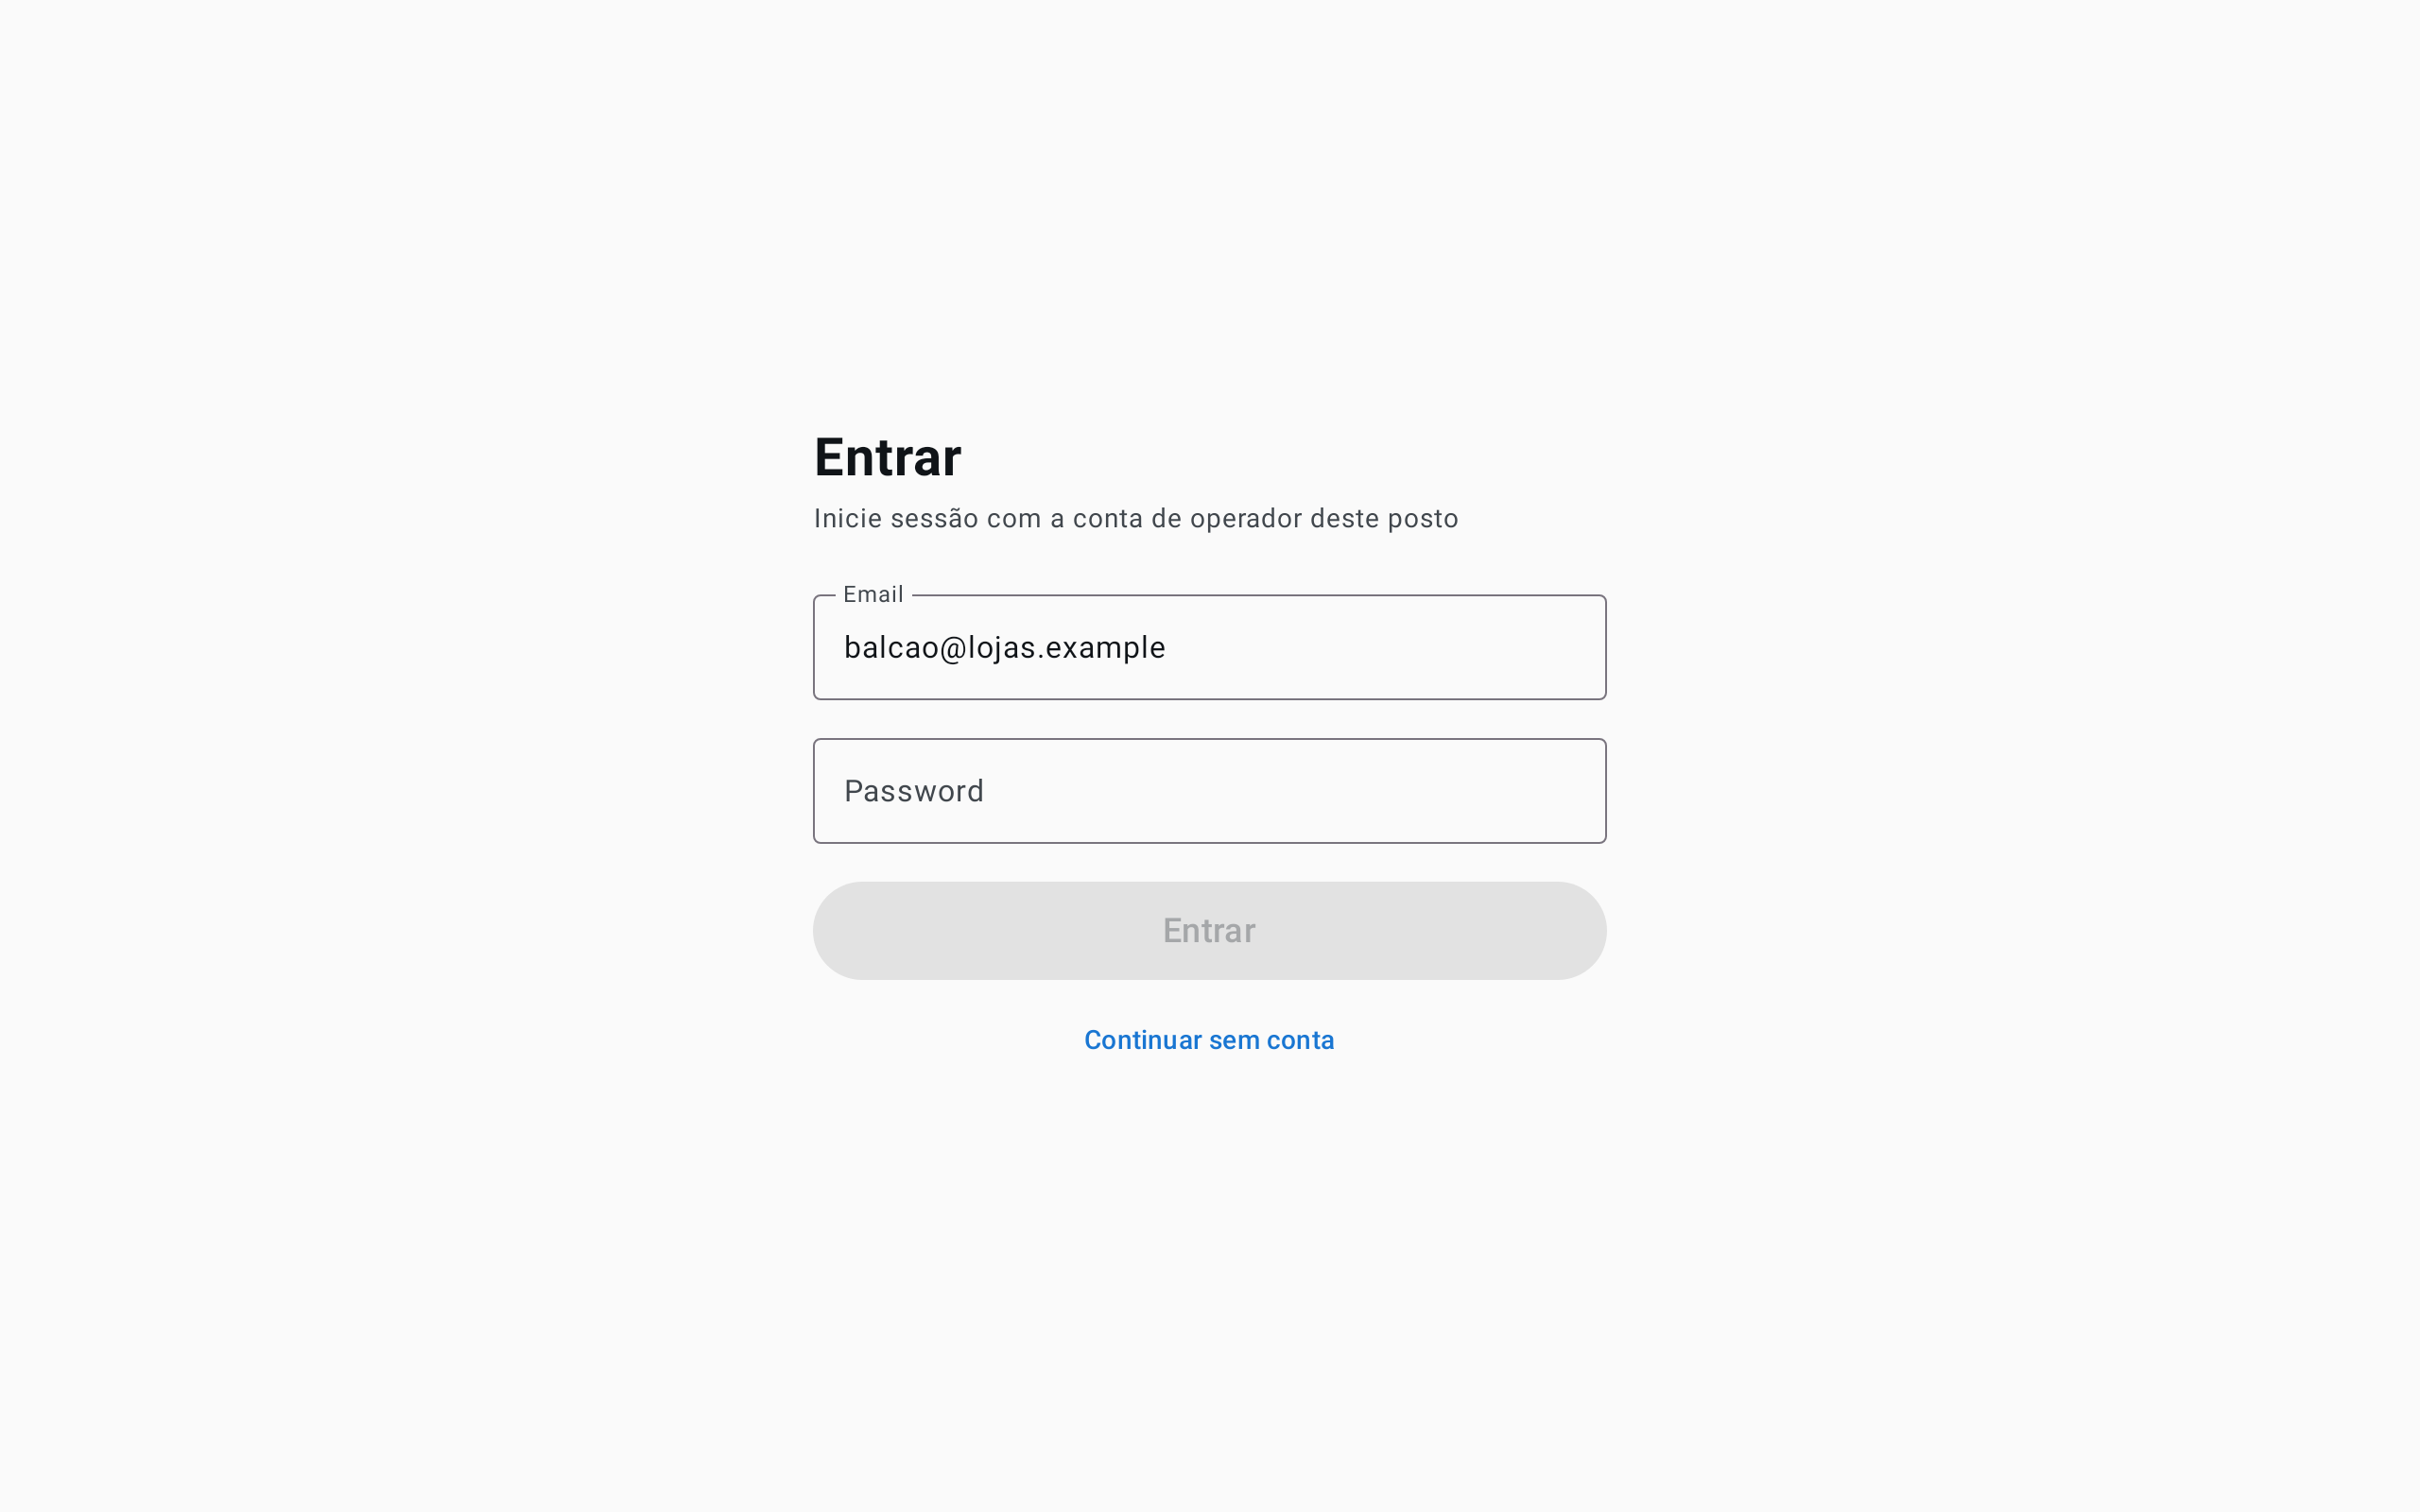 Entrar
Inicie sessão com a conta de operador deste posto
Email
balcao@lojas.example
Password
Entrar
Continuar sem conta